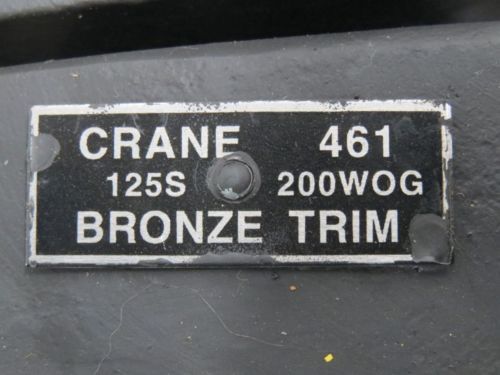 CRANE 461
125S 200WOG
BRONZE TRIM